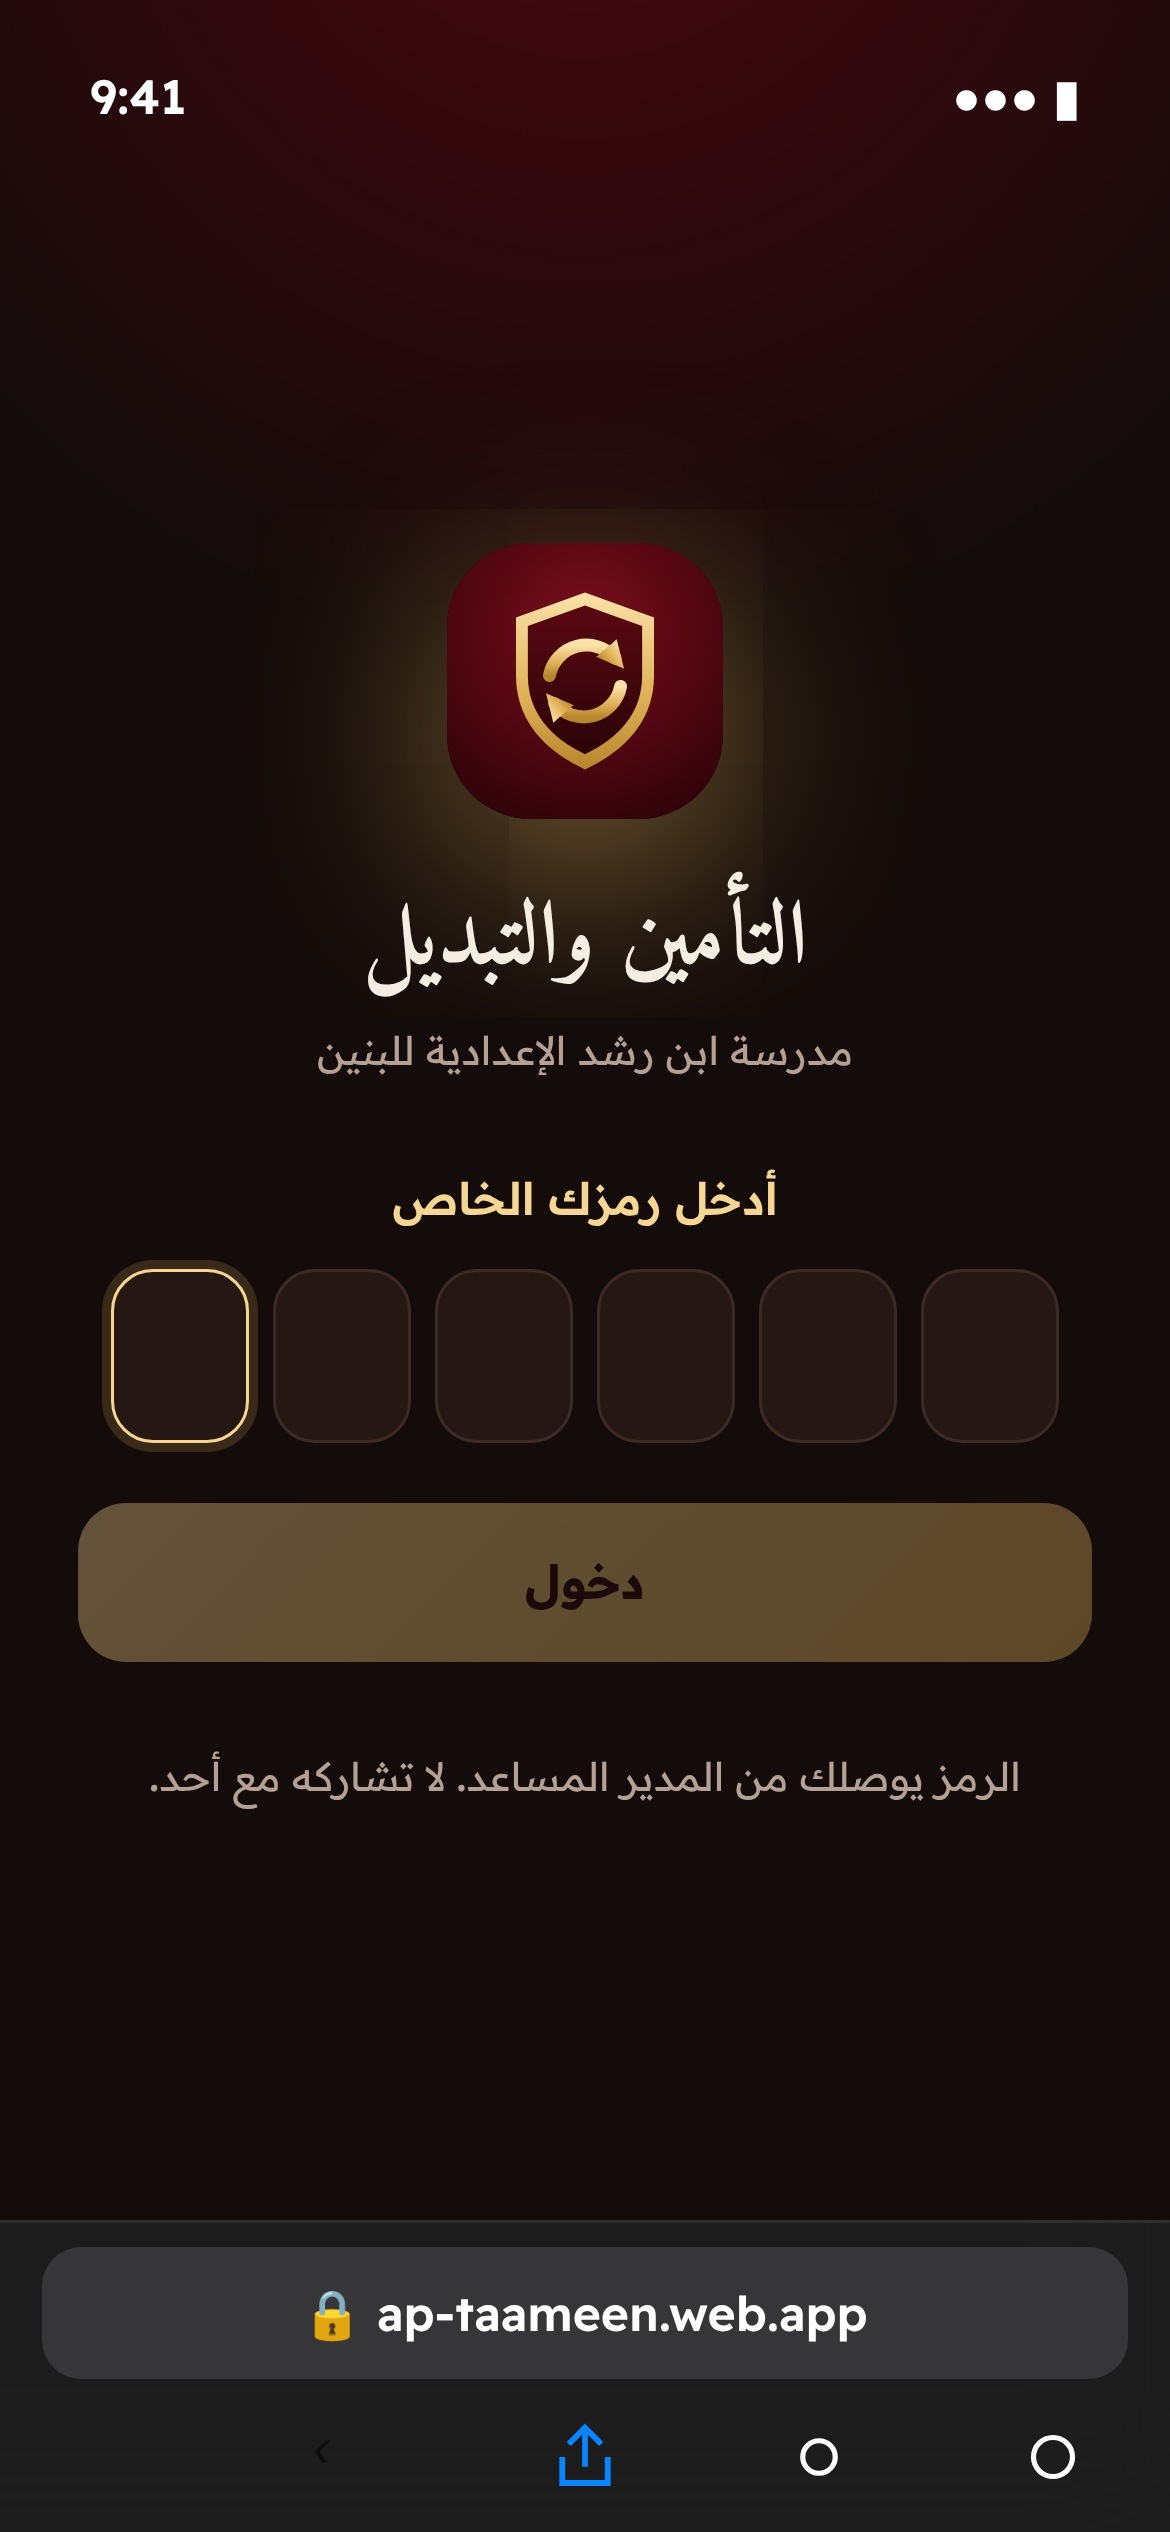 9:41
التأمين والتبديل
مدرسة ابن رشد الإعدادية للبنين
أدخل رمزك الخاص
دخول
الرمز يوصلك من المدير المساعد. لا تشاركه مع أحد.
ap-taameen.web.app